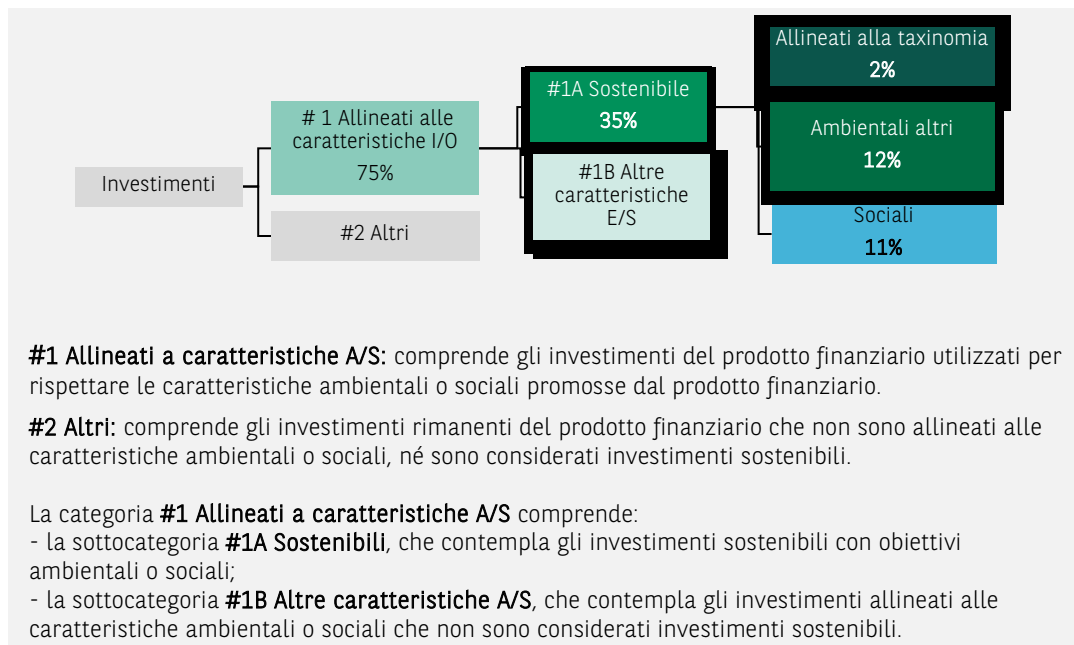 Investimenti
# 1 Allineati alle
caratteristiche I/O
75%
#2 Altri
#1A Sostenibile
35%
#1B Altre
caratteristiche
E/S
Allineati alla taxinomia
2%
Ambientali altri
12%
Sociali
11%
#1 Allineati a caratteristiche A/S: comprende gli investimenti del prodotto finanziario utilizzati per
rispettare le caratteristiche ambientali o sociali promosse dal prodotto finanziario.
#2 Altri: comprende gli investimenti rimanenti del prodotto finanziario che non sono allineati alle
caratteristiche ambientali o sociali, né sono considerati investimenti sostenibili.
La categoria #1 Allineati a caratteristiche A/S comprende:
- la sottocategoria #1A Sostenibili, che contempla gli investimenti sostenibili con obiettivi
ambientali o sociali;
- la sottocategoria #1B Altre caratteristiche A/S, che contempla gli investimenti allineati alle
caratteristiche ambientali o sociali che non sono considerati investimenti sostenibili.